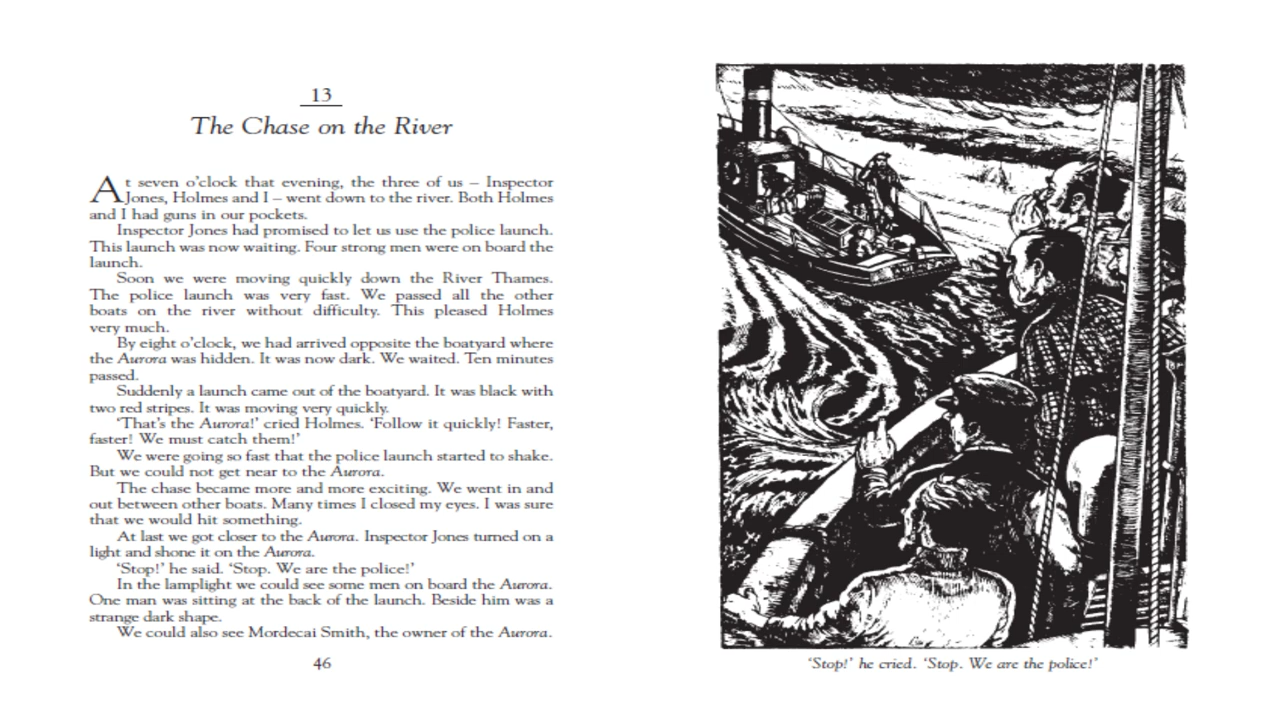 13
The Chase on the River
At seven o’clock that evening, the three of us – Inspector
Jones, Holmes and I – went down to the river. Both Holmes
and I had guns in our pockets.
Inspector Jones had promised to let us use the police launch.
This launch was now waiting. Four strong men were on board the
launch.
Soon we were moving quickly down the River Thames.
The police launch was very fast. We passed all the other
boats on the river without difficulty. This pleased Holmes
very much.
By eight o’clock, we had arrived opposite the boatyard where
the Aurora was hidden. It was now dark. We waited. Ten minutes
passed.
Suddenly a launch came out of the boatyard. It was black with
two red stripes. It was moving very quickly.
‘That’s the Aurora!’ cried Holmes. ‘Follow it quickly! Faster,
faster! We must catch them!’
We were going so fast that the police launch started to shake.
But we could not get near to the Aurora.
The chase became more and more exciting. We went in and
out between other boats. Many times I closed my eyes. I was sure
that we would hit something.
At last we got closer to the Aurora. Inspector Jones turned on a
light and shone it on the Aurora.
‘Stop!’ he said. ‘Stop. We are the police!’
In the lamplight we could see some men on board the Aurora.
One man was sitting at the back of the launch. Beside him was a
strange dark shape.
We could also see Mordecai Smith, the owner of the Aurora.
46
‘Stop!’ he cried. ‘Stop. We are the police!’